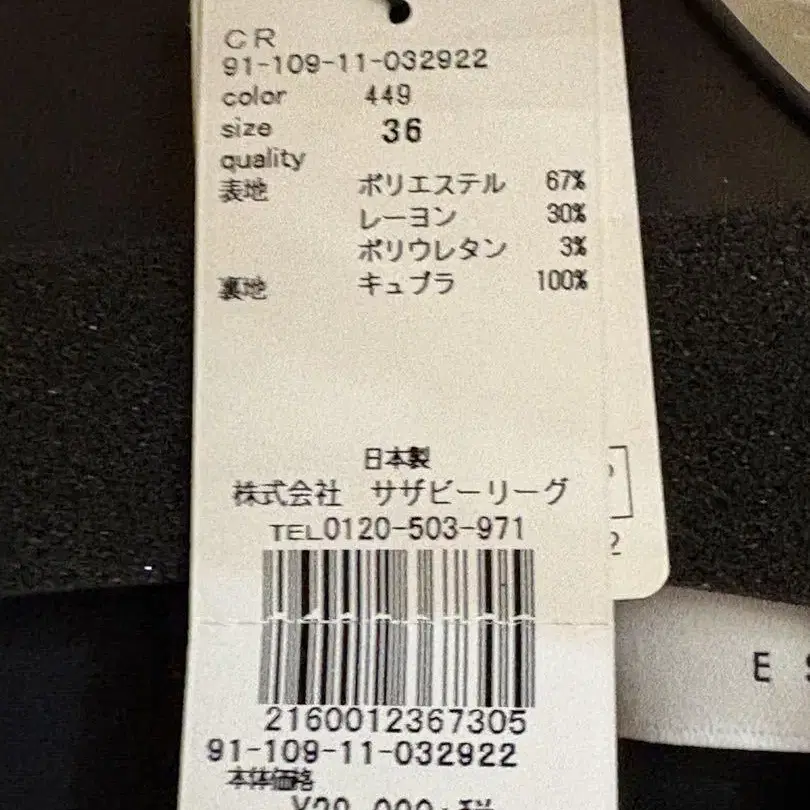 CR
91-109-11-032922
color 449
size 36
quality
表地 ポリエステル 67%
レーヨン 30%
ポリウレタン 3%
裏地 キュプラ 100%
日本製
株式会社 サザビーリーグ
TEL0120-503-971
2160012367305
91-109-11-032922
本体価格
2
E